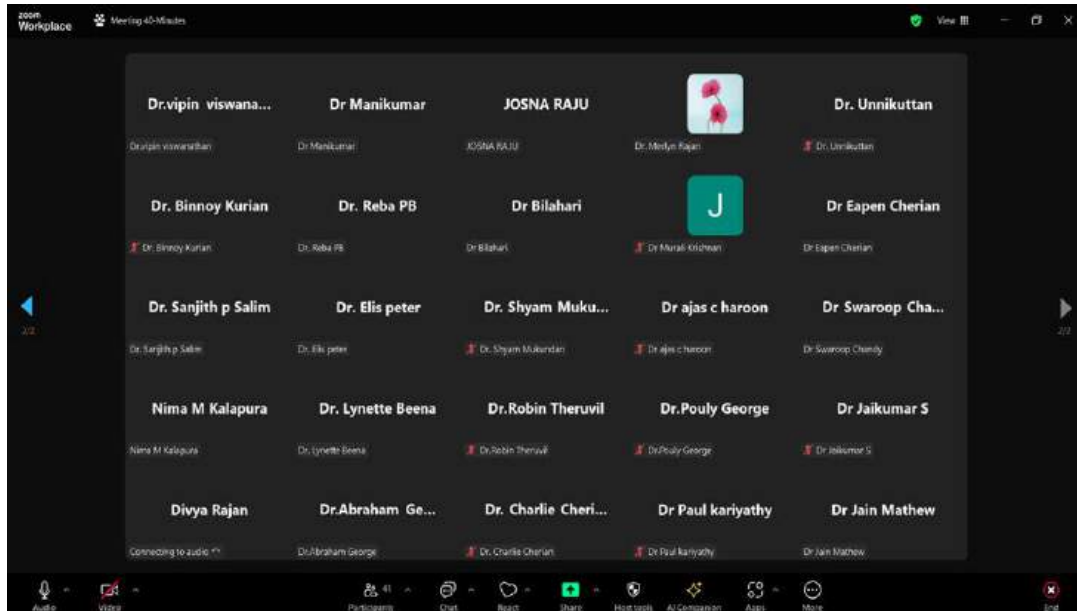 zoom
Workplace
Meeting 40-Minutes
View
Dr.vipin viswana...
Dr Manikumar
JOSNA RAJU
Dr. Unnikuttan
Dr.vipin viswanathan
Dr Manikumar
JOSNA RAJU
Dr. Merlyn Rajan
Dr. Unnikuttan
Dr. Binnoy Kurian
Dr. Reba PB
Dr Bilahari
J
Dr Eapen Cherian
Dr. Binnoy Kurian
Dr. Reba PB
Dr Bilahari
Dr Murali Krishnan
Dr Eapen Cherian
Dr. Sanjith p Salim
Dr. Elis peter
Dr. Shyam Muku...
Dr ajas c haroon
Dr Swaroop Cha...
2/2
2/2
Dr. Sanjith p Salim
Dr. Elis peter
Dr. Shyam Mukundan
Dr ajas c haroon
Dr Swaroop Chandy
Nima M Kalapura
Dr. Lynette Beena
Dr.Robin Theruvil
Dr.Pouly George
Dr Jaikumar S
Nima M Kalapura
Dr. Lynette Beena
Dr.Robin Theruvil
Dr.Pouly George
Dr Jaikumar S
Divya Rajan
Dr.Abraham Ge...
Dr. Charlie Cheri...
Dr Paul kariyathy
Dr Jain Mathew
Connecting to audio
Dr.Abraham George
Dr. Charlie Cherian
Dr Paul kariyathy
Dr Jain Mathew
41
Audio
Video
Participants
Chat
React
Share
Host tools
AI Companion
Apps
More
End